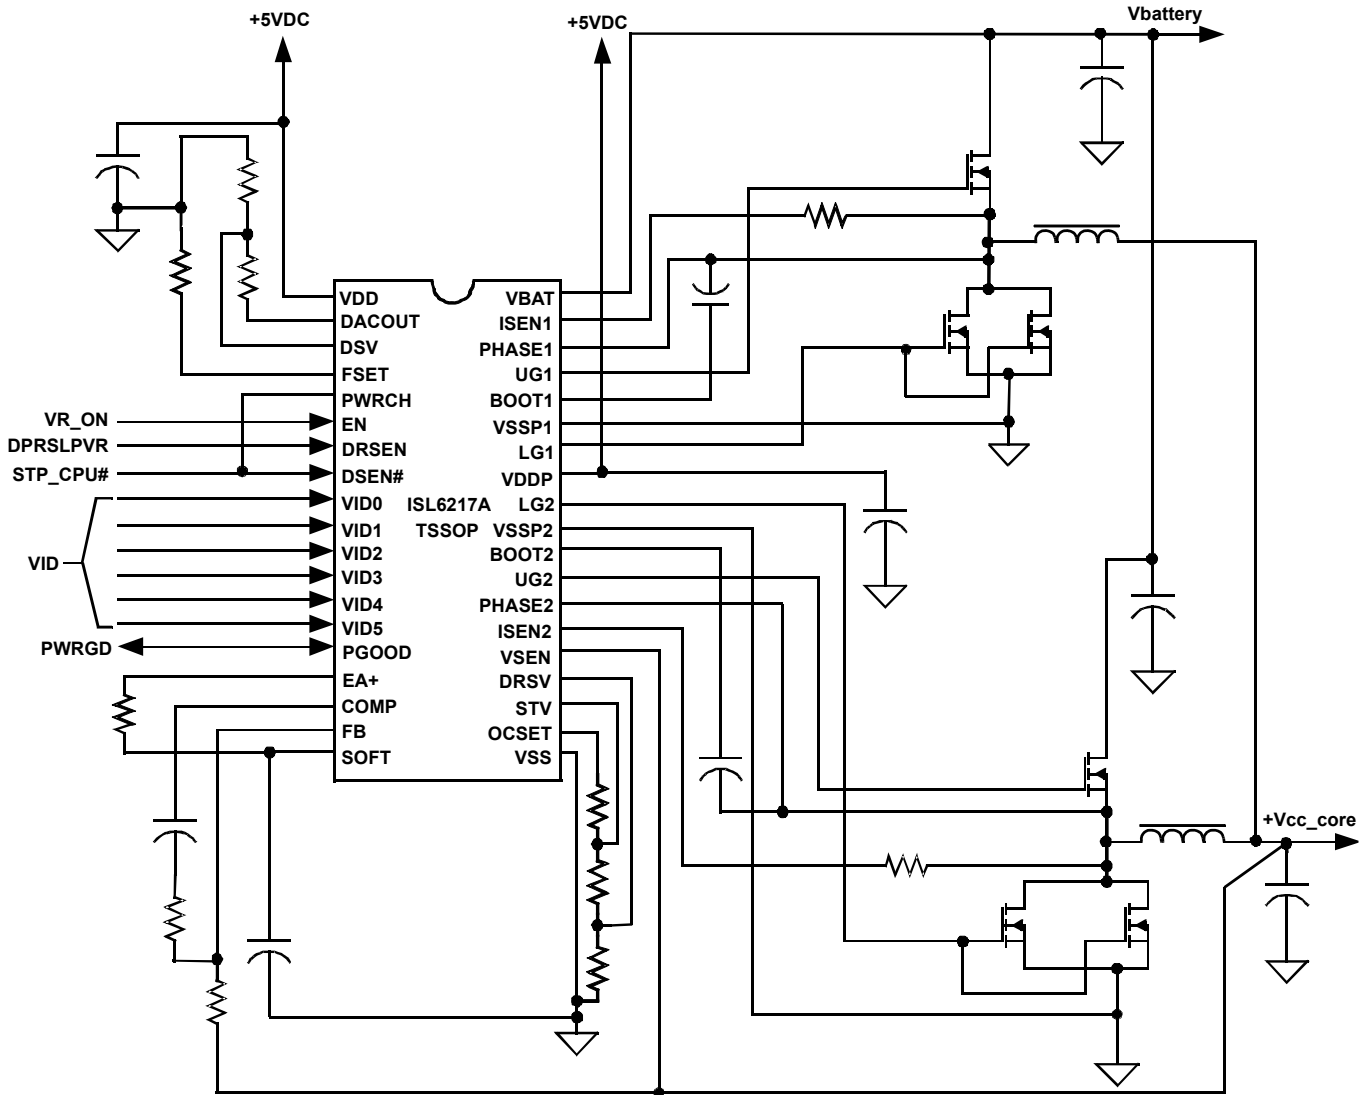 +5VDC
+5VDC
Vbattery
VDD
DACOUT
DSV
FSET
PWRCH
EN
DRSEN
DSEN#
VID0
VID1
VID2
VID3
VID4
VID5
PGOOD
EA+
COMP
FB
SOFT
VR_ON
DPRSLPVR
STP_CPU#
VID
PWRGD
ISL6217A
TSSOP
VBAT
ISEN1
PHASE1
UG1
BOOT1
VSSP1
LG1
VDDP
LG2
VSSP2
BOOT2
UG2
PHASE2
ISEN2
VSEN
DRSV
STV
OCSET
VSS
+Vcc_core